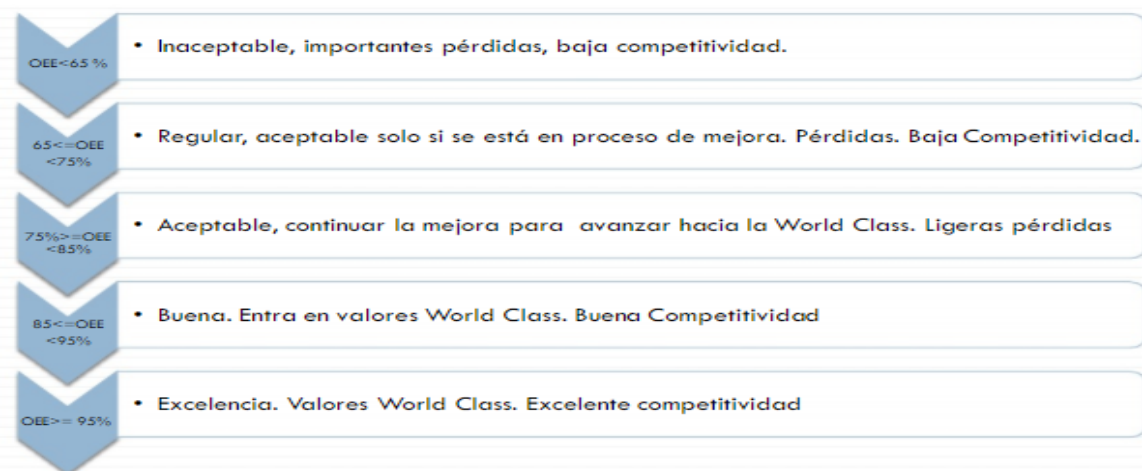 OEE<65 %
• Inaceptable, importantes pérdidas, baja competitividad.
65<=OEE
<75%
• Regular, aceptable solo si se está en proceso de mejora. Pérdidas. Baja Competitividad.
75%>=OEE
<85%
• Aceptable, continuar la mejora para avanzar hacia la World Class. Ligeras pérdidas
85<=OEE
<95%
• Buena. Entra en valores World Class. Buena Competitividad
OEE>= 95%
• Excelencia. Valores World Class. Excelente competitividad